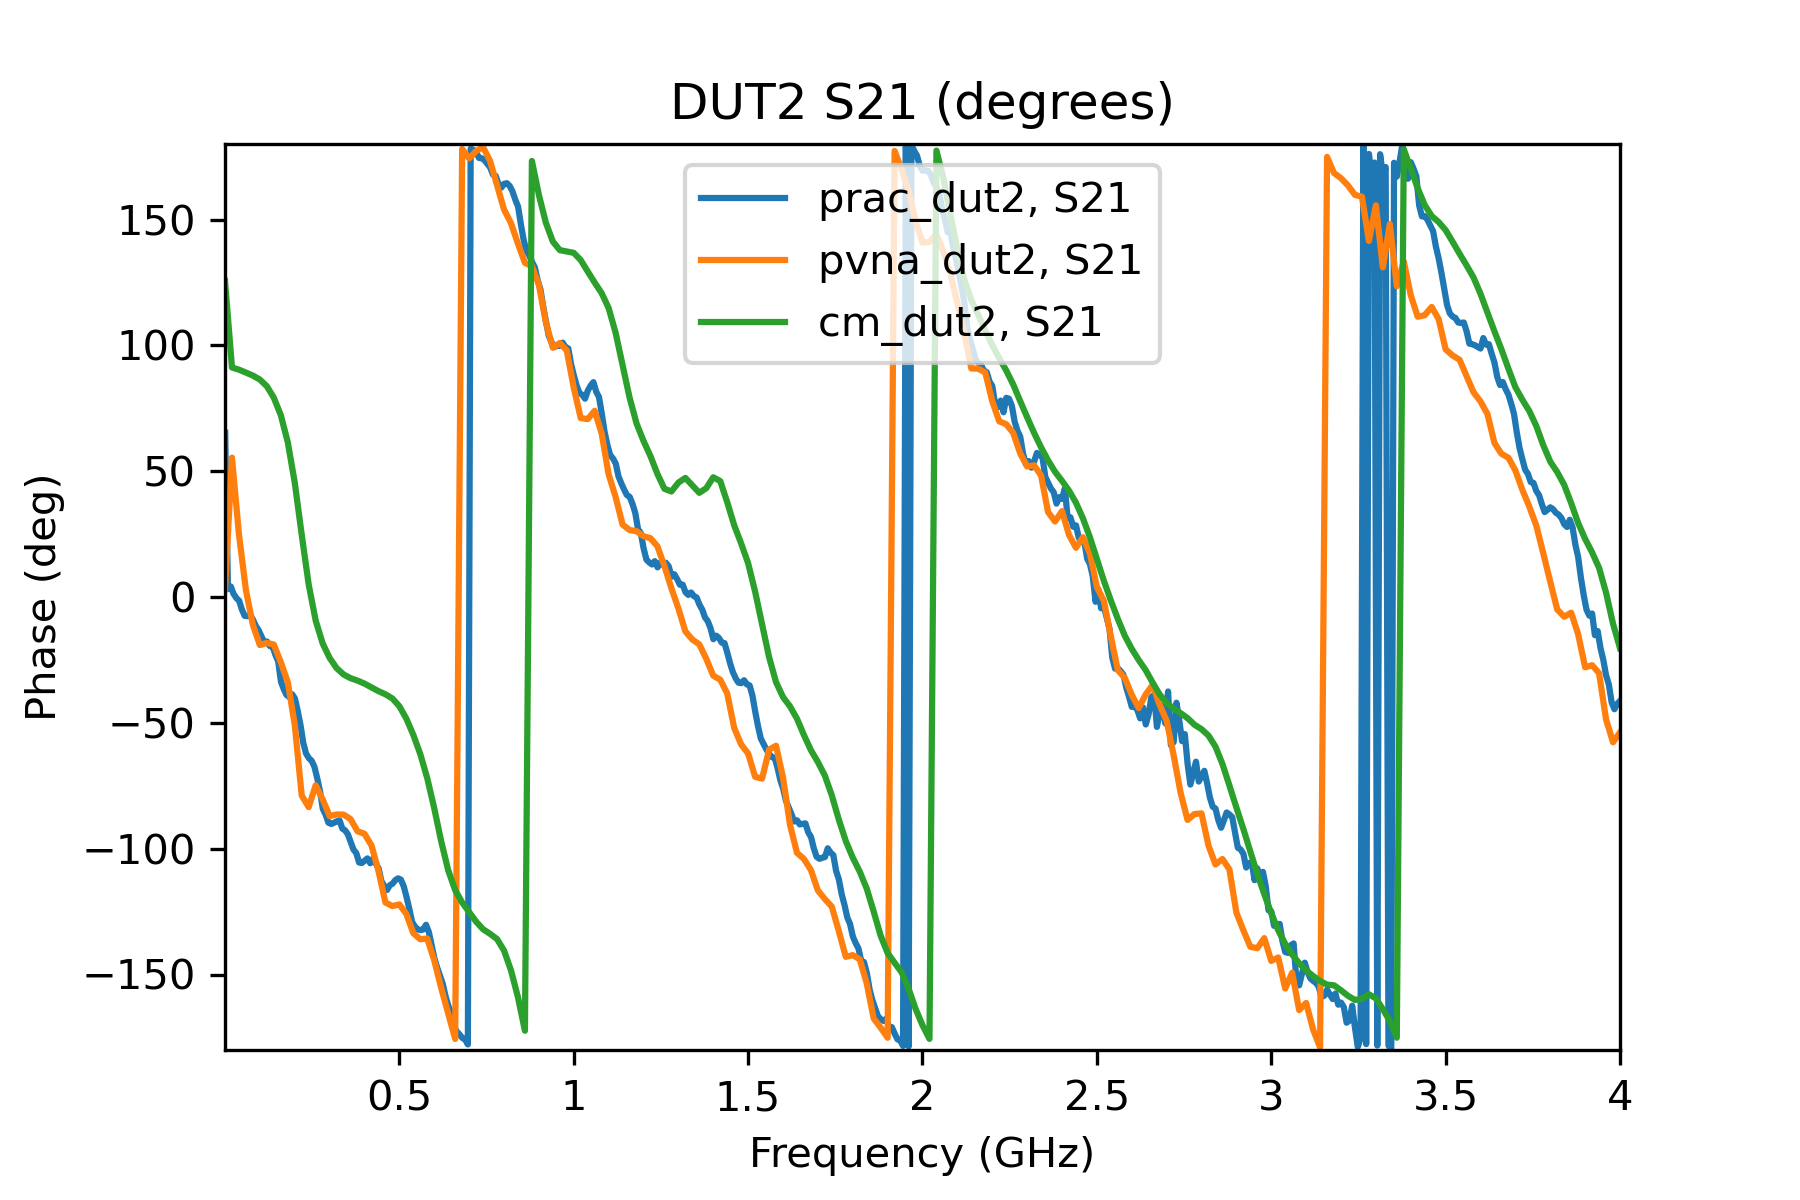 DUT2 S21 (degrees)
prac_dut2, S21
pvna_dut2, S21
cm_dut2, S21
Phase (deg)
150
100
50
0
−50
−100
−150
0.5 1 1.5 2 2.5 3 3.5 4
Frequency (GHz)